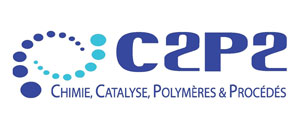 C2P2
CHIMIE, CATALYSE, POLYMÈRES & PROCÉDÉS